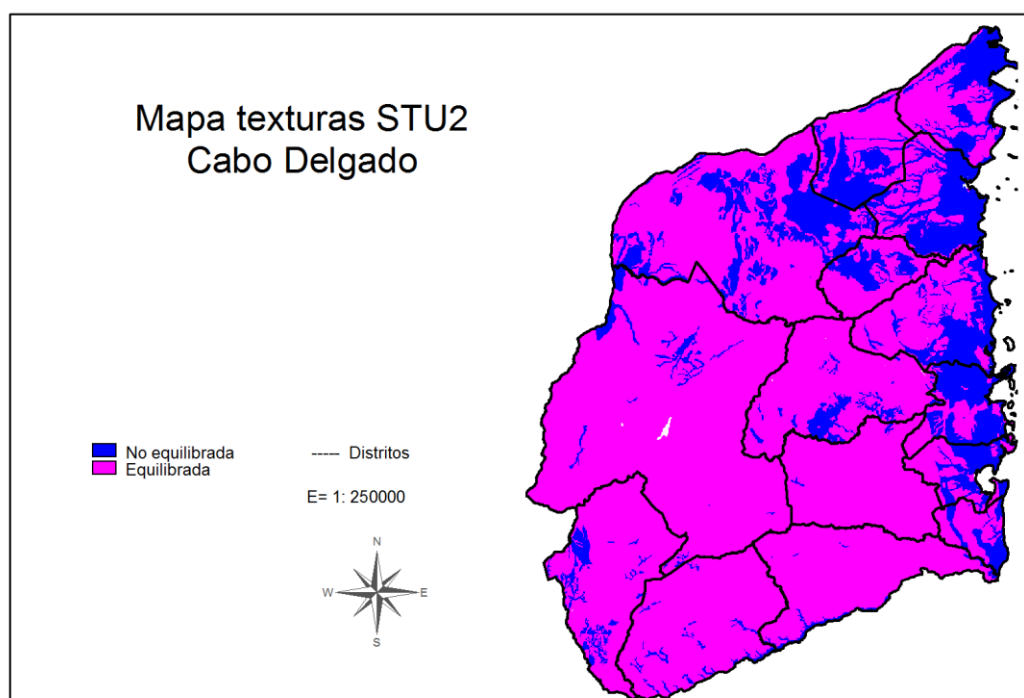 Mapa texturas STU2
Cabo Delgado
No equilibrada
Equilibrada
Distritos
E= 1: 250000
N
W
E
S